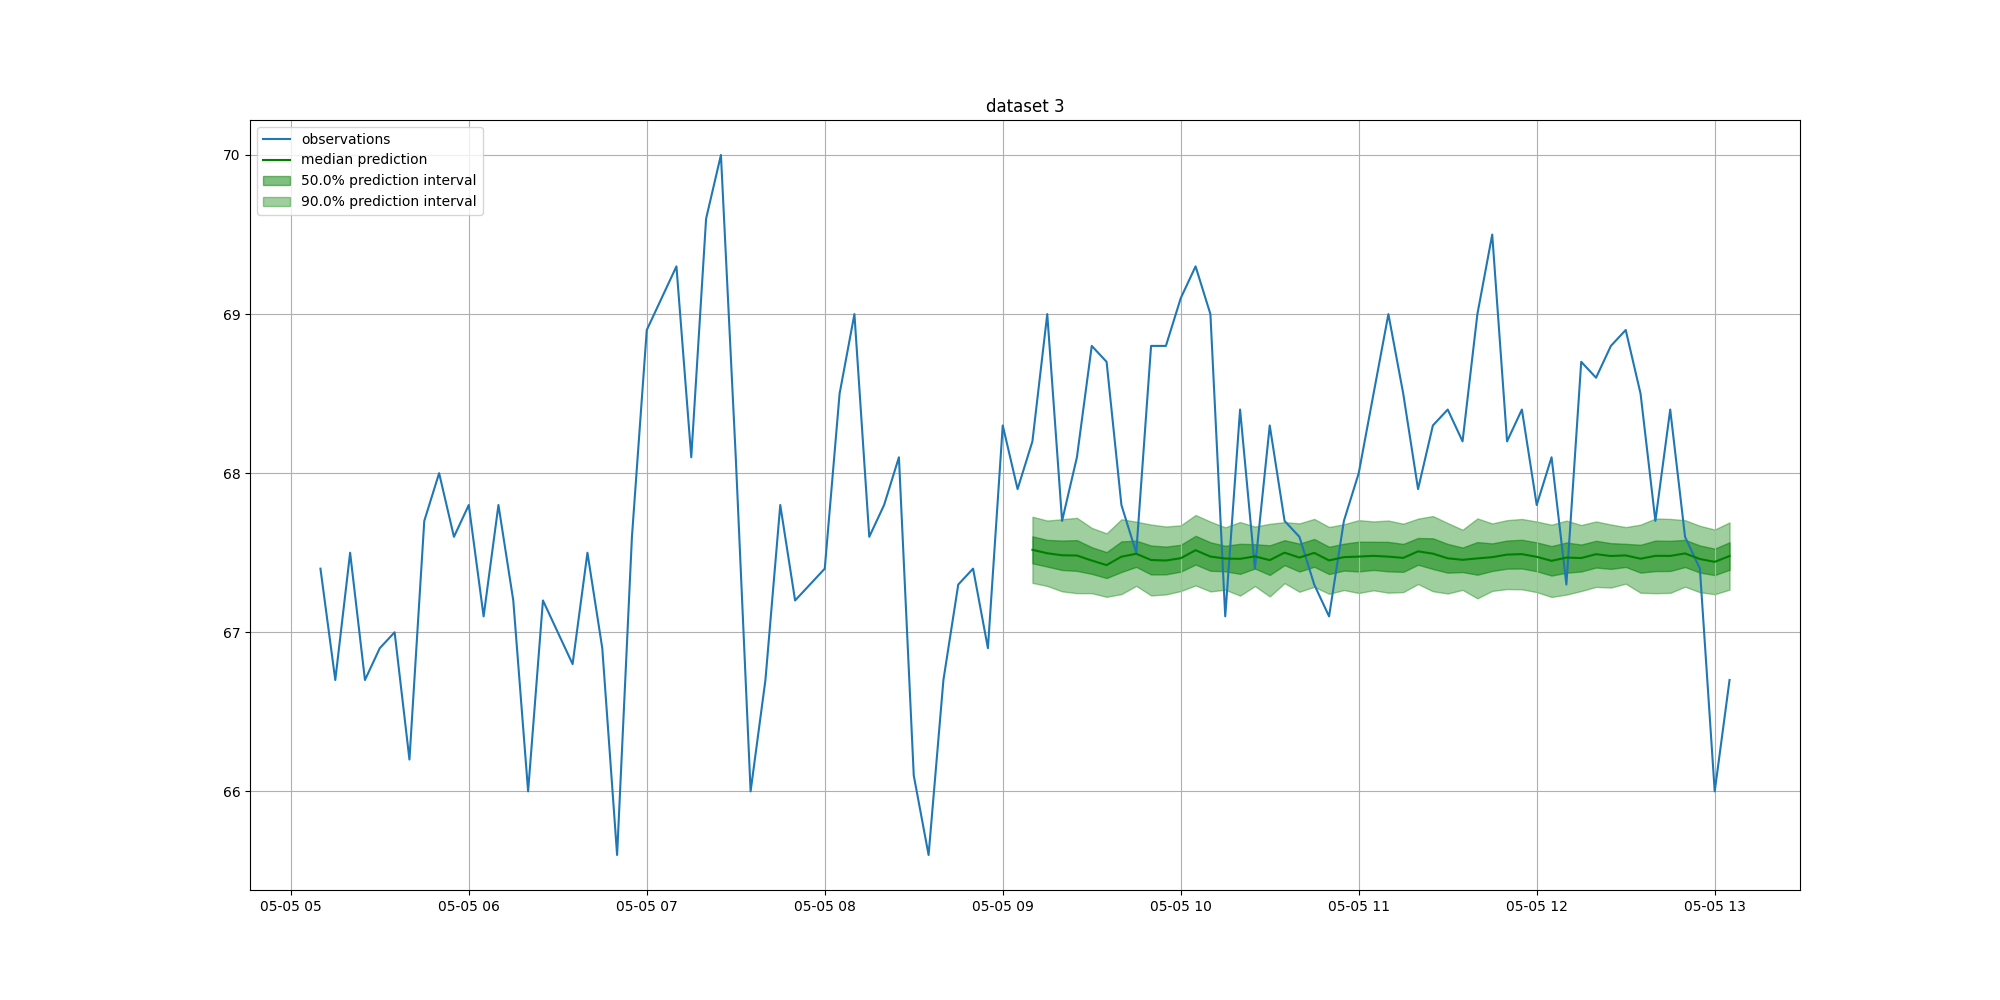 dataset 3
observations
median prediction
50.0% prediction interval
90.0% prediction interval
70
69
68
67
66
05-05 05
05-05 06
05-05 07
05-05 08
05-05 09
05-05 10
05-05 11
05-05 12
05-05 13